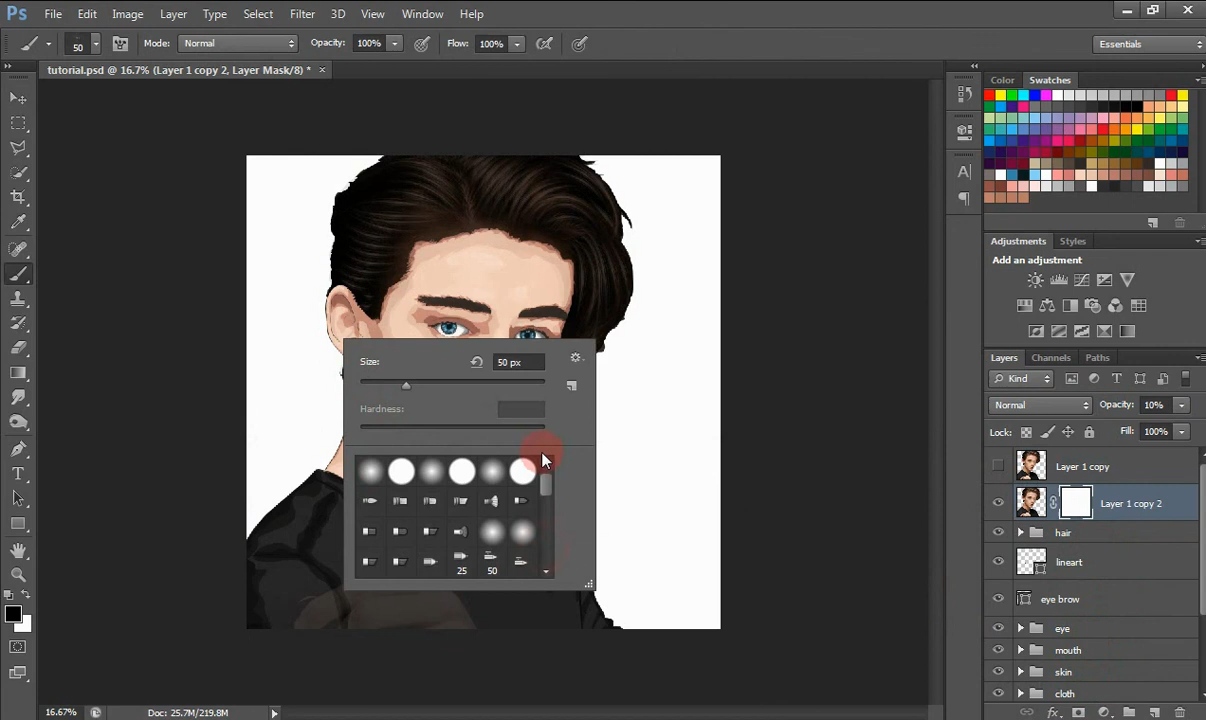 Ps File Edit Image Layer Type Select Filter 3D View Window Help
50 Mode: Normal Opacity: 100% Flow: 100% Essentials
tutorial.psd @ 16.7% (Layer 1 copy 2, Layer Mask/8) * ×
Color Swatches
Adjustments Styles
Add an adjustment
Size: 50 px
Hardness:
25 50
Layers Channels Paths
Kind
Normal Opacity: 10%
Lock: Fill: 100%
Layer 1 copy
Layer 1 copy 2
hair
lineart
eye brow
eye
mouth
skin
cloth
16.67% Doc: 25.7M/219.8M